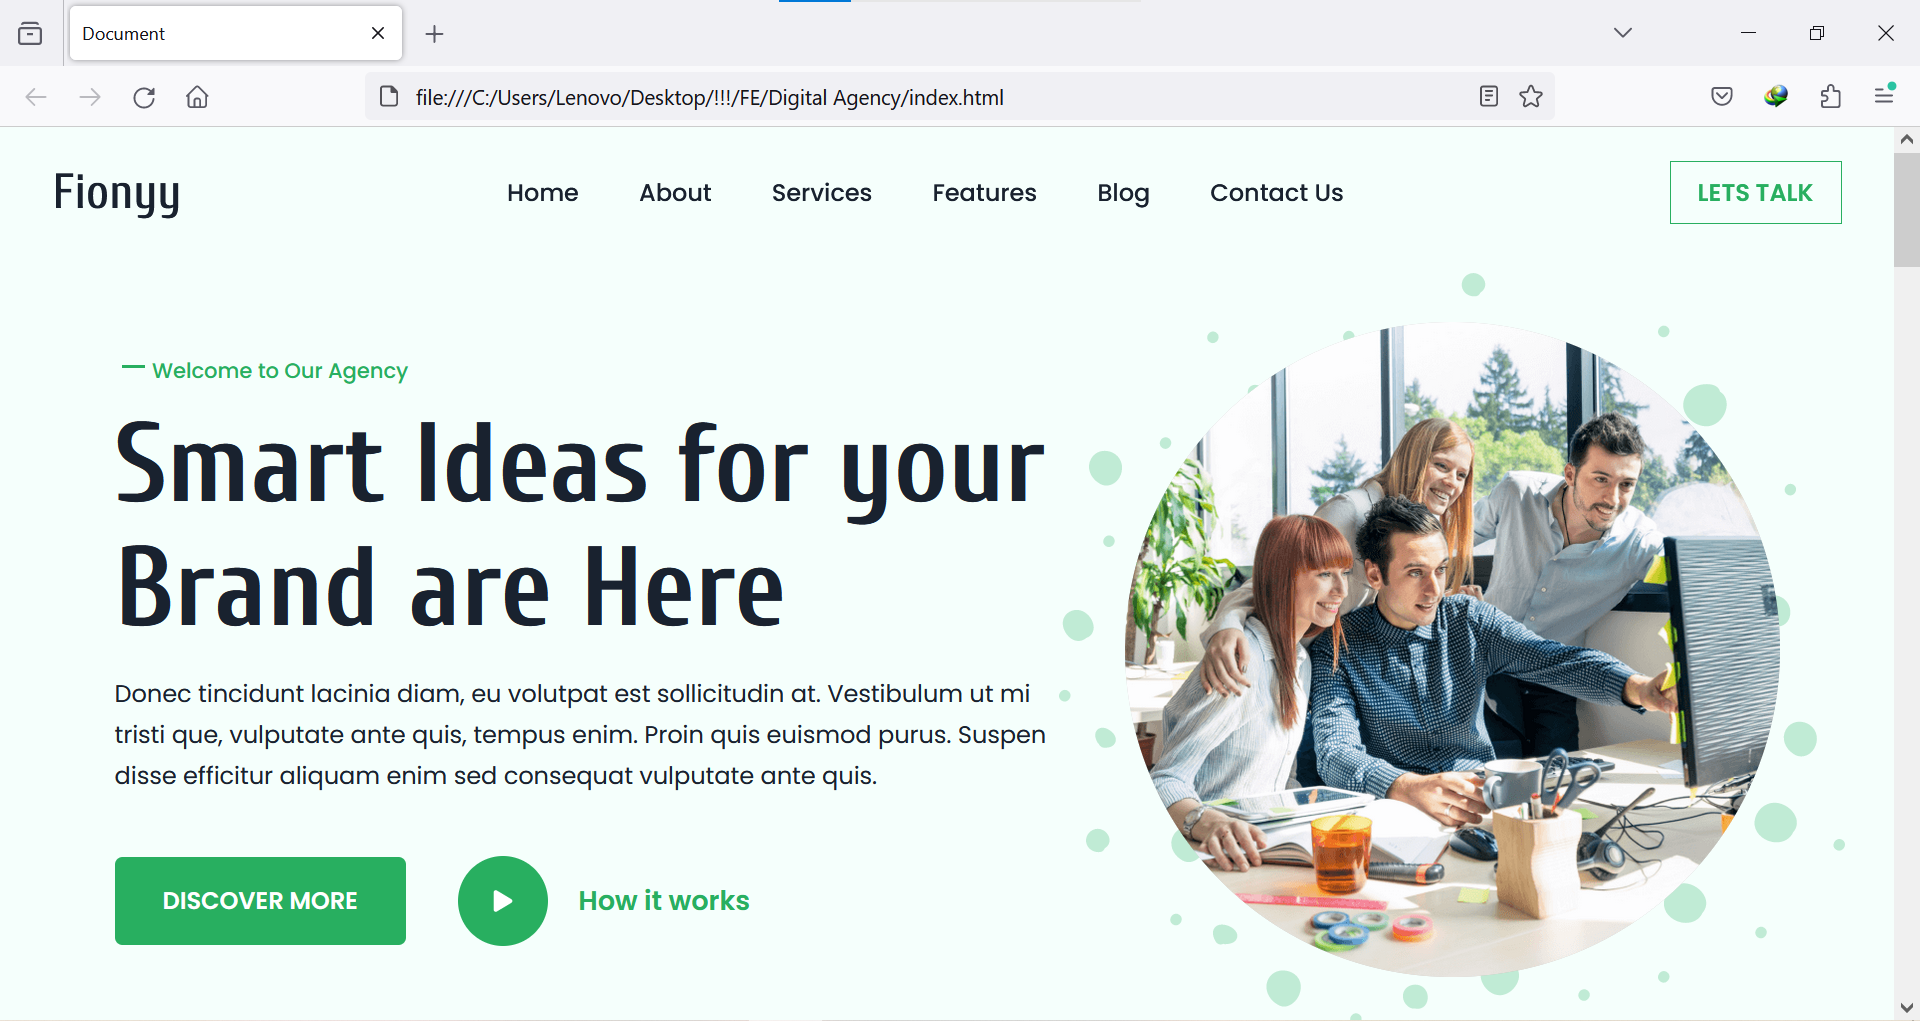 Document
file:///C:/Users/Lenovo/Desktop/!!!/FE/Digital Agency/index.html
Fionyy
Home
About
Services
Features
Blog
Contact Us
LETS TALK
Welcome to Our Agency
Smart Ideas for your
Brand are Here
Donec tincidunt lacinia diam, eu volutpat est sollicitudin at. Vestibulum ut mi
tristi que, vulputate ante quis, tempus enim. Proin quis euismod purus. Suspen
disse efficitur aliquam enim sed consequat vulputate ante quis.
DISCOVER MORE
How it works